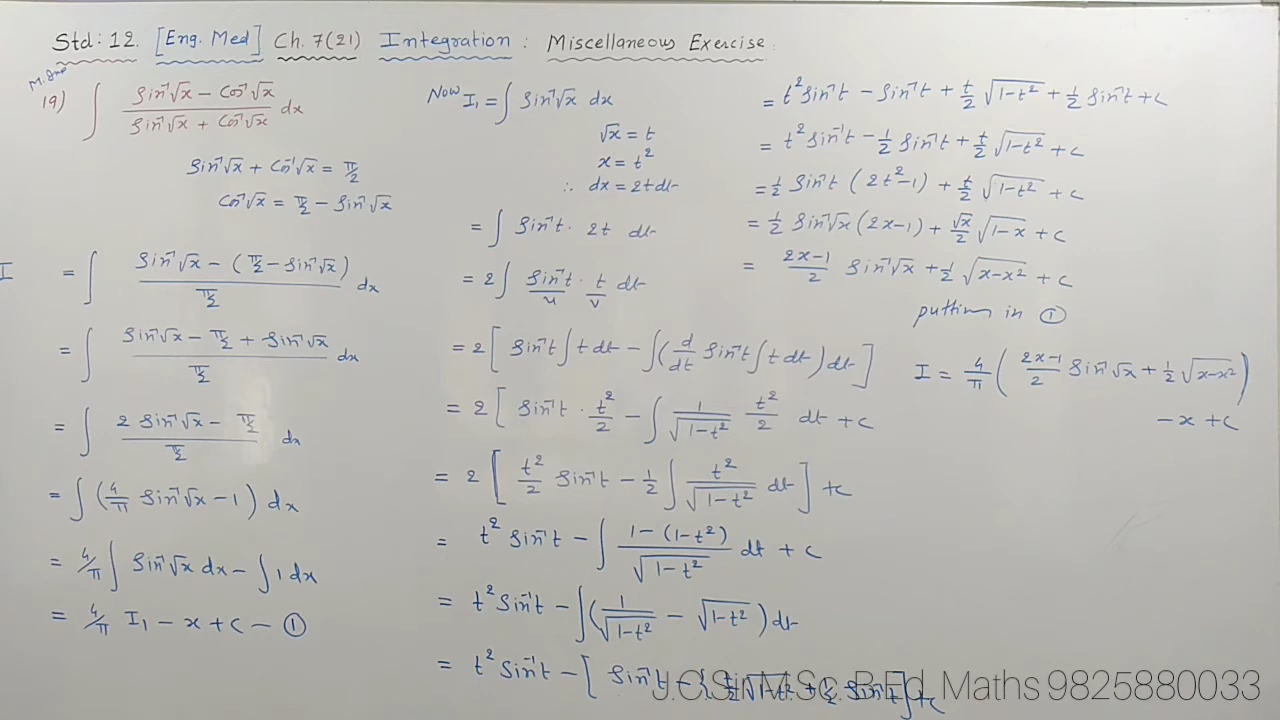 Std: 12. [Eng. Med] Ch. 7(21) Integration : Miscellaneous Exercise
19) ∫ (sin⁻¹√x − cos⁻¹√x)/(sin⁻¹√x + cos⁻¹√x) dx
sin⁻¹√x + cos⁻¹√x = π/2
cos⁻¹√x = π/2 − sin⁻¹√x
I = ∫ (sin⁻¹√x − (π/2 − sin⁻¹√x))/(π/2) dx
= ∫ (sin⁻¹√x − π/2 + sin⁻¹√x)/(π/2) dx
= ∫ (2 sin⁻¹√x − π/2)/(π/2) dx
= ∫ (4/π sin⁻¹√x − 1) dx
= 4/π ∫ sin⁻¹√x dx − ∫ 1 dx
= 4/π I₁ − x + c − ①
Now I₁ = ∫ sin⁻¹√x dx
√x = t
x = t²
∴ dx = 2t dt
= ∫ sin⁻¹t · 2t dt
= 2 ∫ sin⁻¹t · t dt
u v
= 2 [ sin⁻¹t ∫ t dt − ∫ (d/dt sin⁻¹t ∫ t dt) dt ]
= 2 [ sin⁻¹t · t²/2 − ∫ 1/√(1−t²) t²/2 dt + c
= 2 [ t²/2 sin⁻¹t − 1/2 ∫ t²/√(1−t²) dt ] + c
= t² sin⁻¹t − ∫ (1 − (1−t²))/√(1−t²) dt + c
= t² sin⁻¹t − ∫ (1/√(1−t²) − √(1−t²)) dt
= t² sin⁻¹t − [ sin⁻¹t − { t/2 √(1−t²) + 1/2 sin⁻¹t ] + c
= t² sin⁻¹t − sin⁻¹t + t/2 √(1−t²) + 1/2 sin⁻¹t + c
= t² sin⁻¹t − 1/2 sin⁻¹t + t/2 √(1−t²) + c
= 1/2 sin⁻¹t (2t²−1) + t/2 √(1−t²) + c
= 1/2 sin⁻¹√x (2x−1) + √x/2 √(1−x) + c
= (2x−1)/2 sin⁻¹√x + 1/2 √(x−x²) + c
putting in ①
I = 4/π ( (2x−1)/2 sin⁻¹√x + 1/2 √(x−x²) )
− x + c
J.C.Sir M.Sc. B.Ed. Maths 9825880033